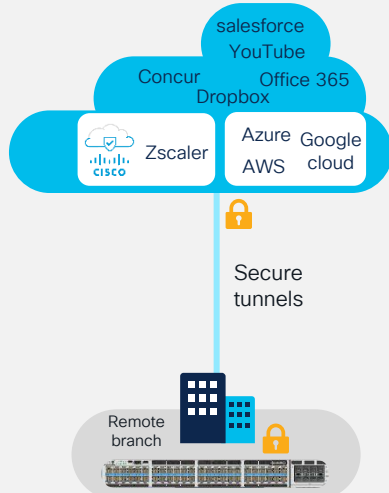 salesforce
YouTube
Concur
Office 365
Dropbox
CISCO
Zscaler
Azure
AWS
Google
cloud
Secure
tunnels
Remote
branch